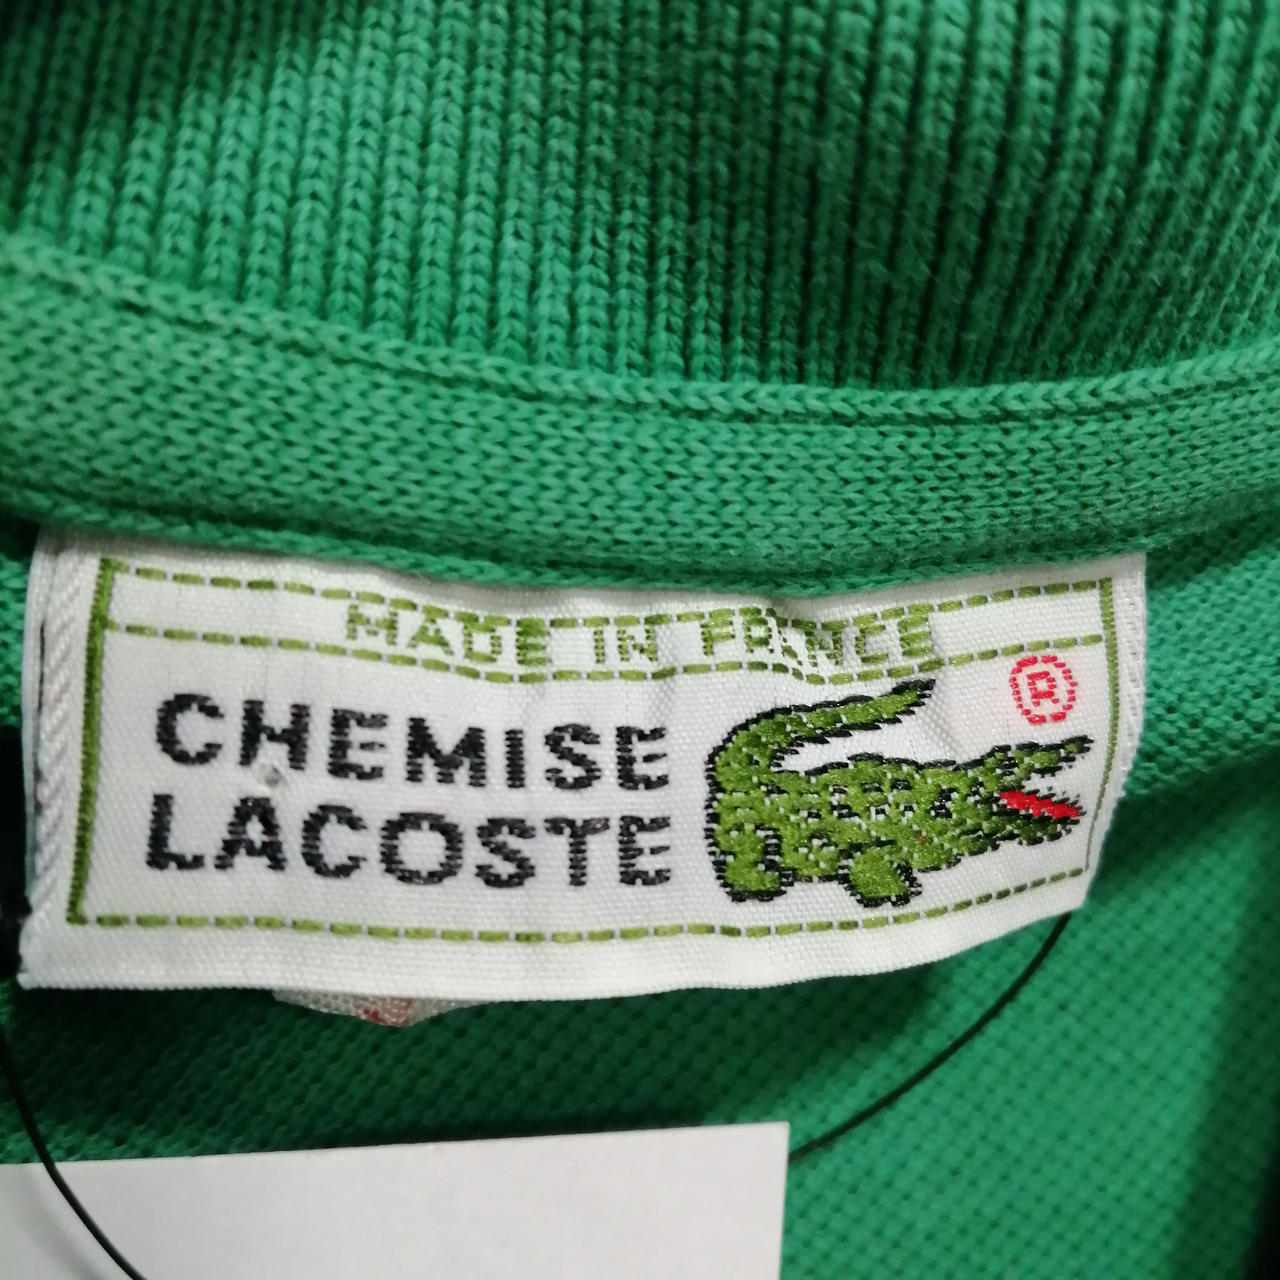 MADE IN FRANCE
®
CHEMISE
LACOSTE